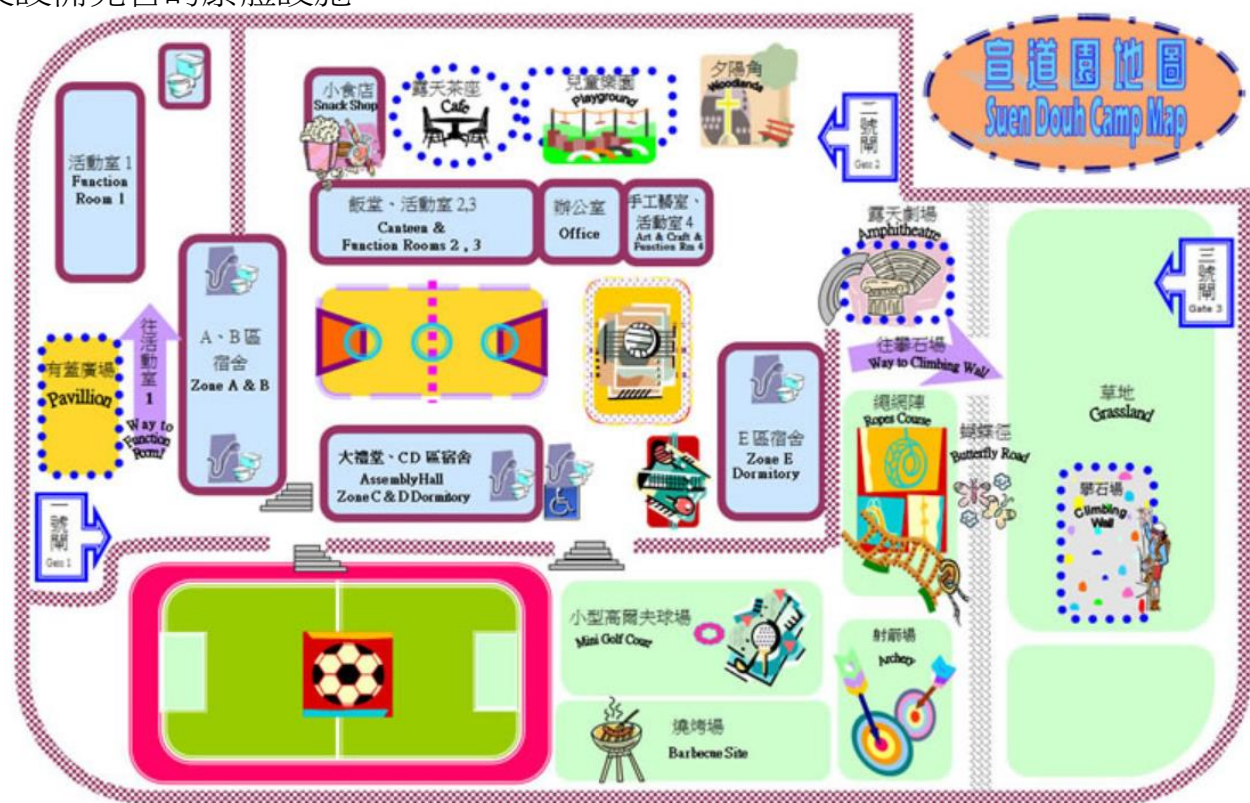 宣道園地圖
Suen Douh Camp Map
小食店
Snack Shop
露天茶座
Cafe
兒童樂園
Playground
夕陽角
Woodlands
二號閘
Gate 2
活動室 1
Function
Room 1
飯堂、活動室 2,3
Canteen &
Function Rooms 2 , 3
辦公室
Office
手工藝室、
活動室 4
Art & Craft &
Function Rm 4
露天劇場
Amphitheatre
三號閘
Gate 3
往攀石場
Way to Climbing Wall
A、B區
宿舍
Zone A & B
往活動室 1
Way to
Function
Room1
有蓋廣場
Pavillion
草地
Grassland
繩網陣
Ropes Course
蝴蝶徑
Butterfly Road
E區宿舍
Zone E
Dormitory
大禮堂、CD 區宿舍
Assembly Hall
Zone C & D Dormitory
攀石場
Climbing
Wall
一號閘
Gate 1
小型高爾夫球場
Mini Golf Cour
射箭場
Archery
燒烤場
Barbecue Site